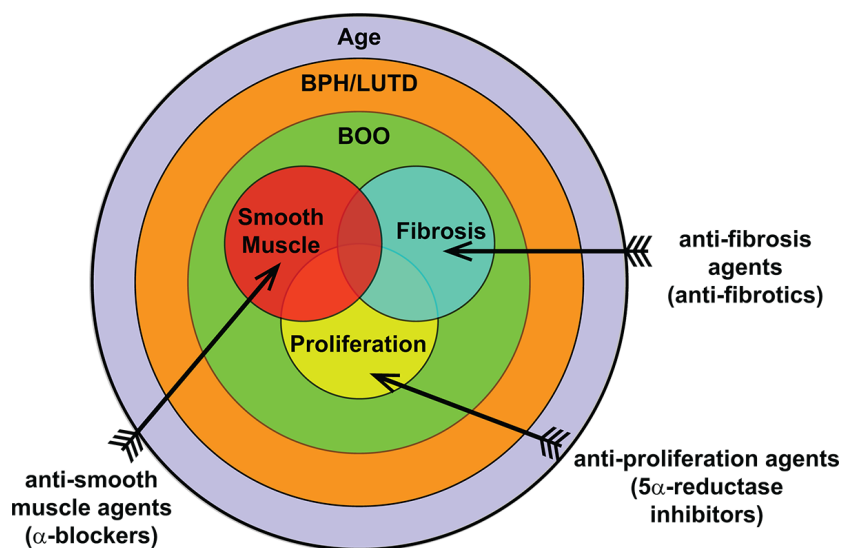 Age
BPH/LUTD
BOO
Smooth
Muscle
Fibrosis
Proliferation
anti-fibrosis
agents
(anti-fibrotics)
anti-smooth
muscle agents
(α-blockers)
anti-proliferation agents
(5α-reductase
inhibitors)